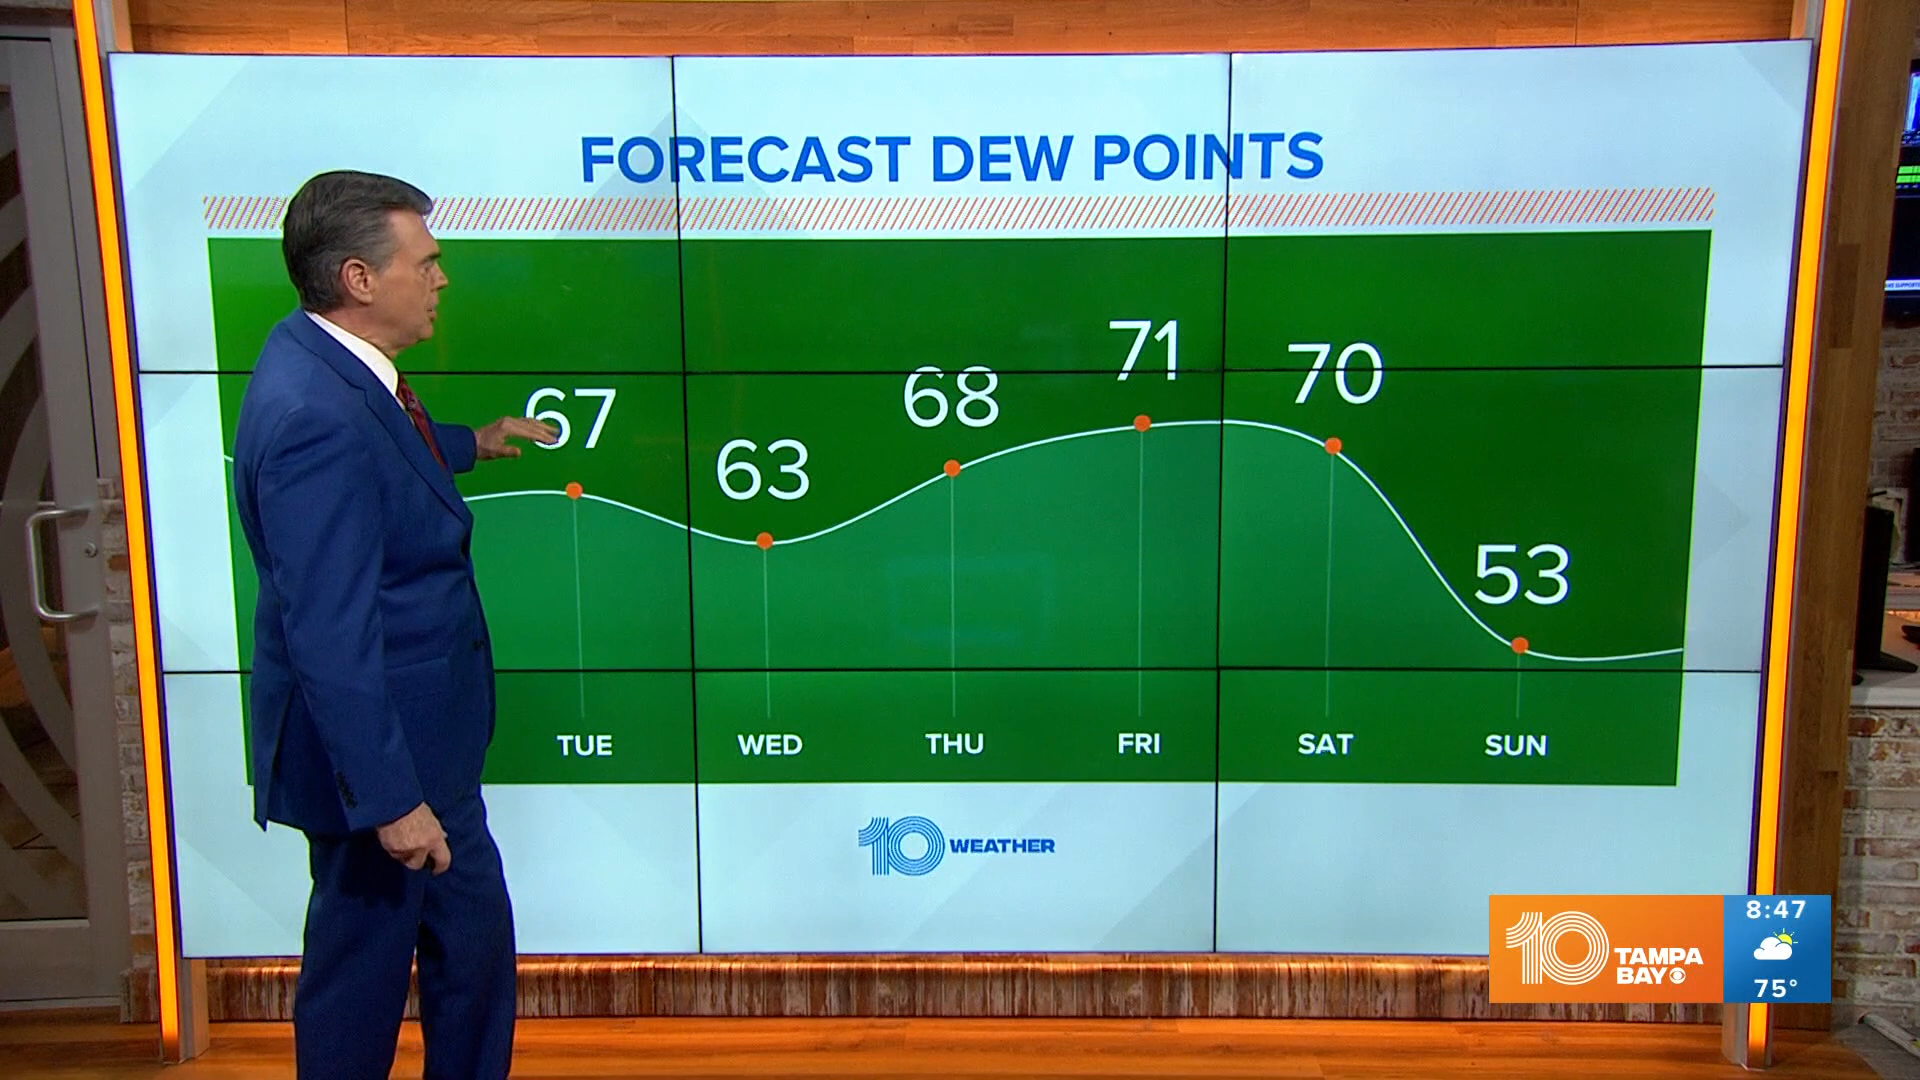 FORECAST DEW POINTS
67
63
68
71
70
53
TUE
WED
THU
FRI
SAT
SUN
10 WEATHER
10 TAMPA BAY
8:47
75°